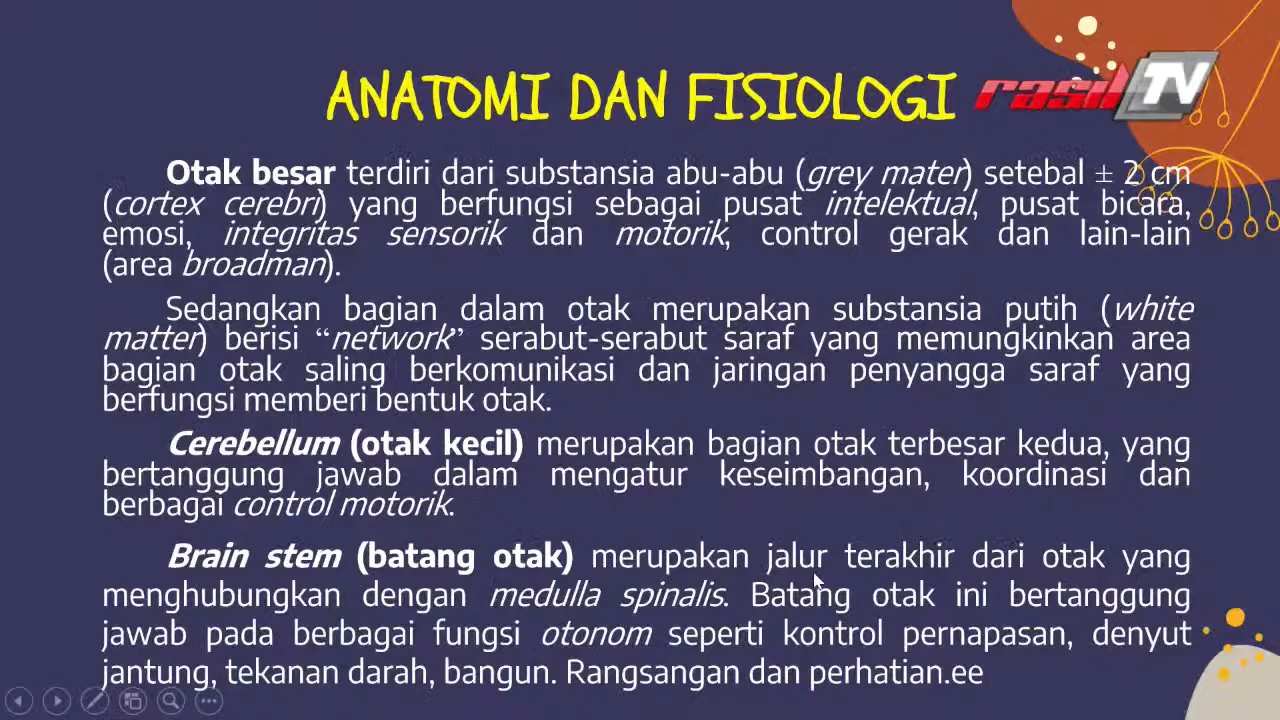 ANATOMI DAN FISIOLOGI
rasil TV
Otak besar terdiri dari substansia abu-abu (grey mater) setebal ± 2 cm
(cortex cerebri) yang berfungsi sebagai pusat intelektual, pusat bicara,
emosi, integritas sensorik dan motorik, control gerak dan lain-lain
(area broadman).
Sedangkan bagian dalam otak merupakan substansia putih (white
matter) berisi “network” serabut-serabut saraf yang memungkinkan area
bagian otak saling berkomunikasi dan jaringan penyangga saraf yang
berfungsi memberi bentuk otak.
Cerebellum (otak kecil) merupakan bagian otak terbesar kedua, yang
bertanggung jawab dalam mengatur keseimbangan, koordinasi dan
berbagai control motorik.
Brain stem (batang otak) merupakan jalur terakhir dari otak yang
menghubungkan dengan medulla spinalis. Batang otak ini bertanggung
jawab pada berbagai fungsi otonom seperti kontrol pernapasan, denyut
jantung, tekanan darah, bangun. Rangsangan dan perhatian.ee